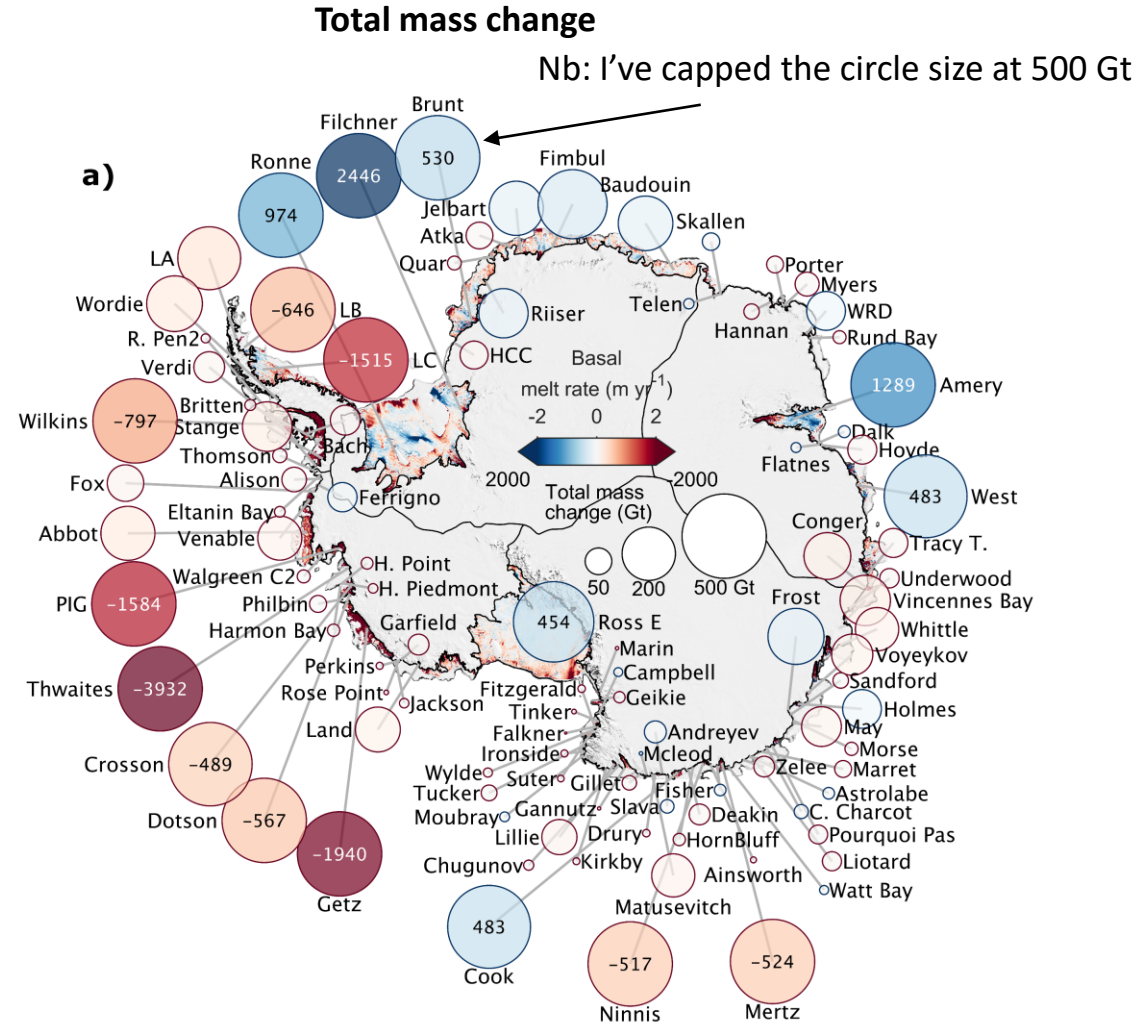 Total mass change
Nb: I've capped the circle size at 500 Gt
a)
Brunt
530
Filchner
2446
Ronne
974
Fimbul
Baudouin
Jelbart
Skallen
Atka
Quar
LA
Wordie
-646
LB
R. Pen2
Verdi
-1515
LC
Riiser
HCC
Telen
Hannan
Porter
Myers
WRD
Rund Bay
1289
Amery
Basal
melt rate (m yr-1)
-2 0 2
2000 -2000
Total mass
change (Gt)
50 200 500 Gt
Wilkins
-797
Britten
Stange
Bach
Thomson
Fox
Alison
Ferrigno
Eltanin Bay
Abbot
Venable
Dalk
Hoyde
Flatnes
483
West
Conger
Tracy T.
Underwood
Vincennes Bay
Whittle
Voyeykov
Sandford
Holmes
Frost
May
Morse
Marret
Zelee
Astrolabe
C. Charcot
Pourquoi Pas
Liotard
Watt Bay
PIG
-1584
Walgreen C2
Philbin
Harmon Bay
H. Point
H. Piedmont
Garfield
Thwaites
-3932
Perkins
Rose Point
Jackson
Land
Crosson
-489
Dotson
-567
-1940
Getz
454
Ross E
Marin
Campbell
Geikie
Fitzgerald
Tinker
Falkner
Ironside
Wylde
Tucker
Suter
Moubray
Gannutz
Gillet
Lillie
Chugunov
Kirkby
Drury
Slava
Andreyev
Mcleod
Fisher
Deakin
HornBluff
Ainsworth
Matusevitch
483
Cook
-517
Ninnis
-524
Mertz